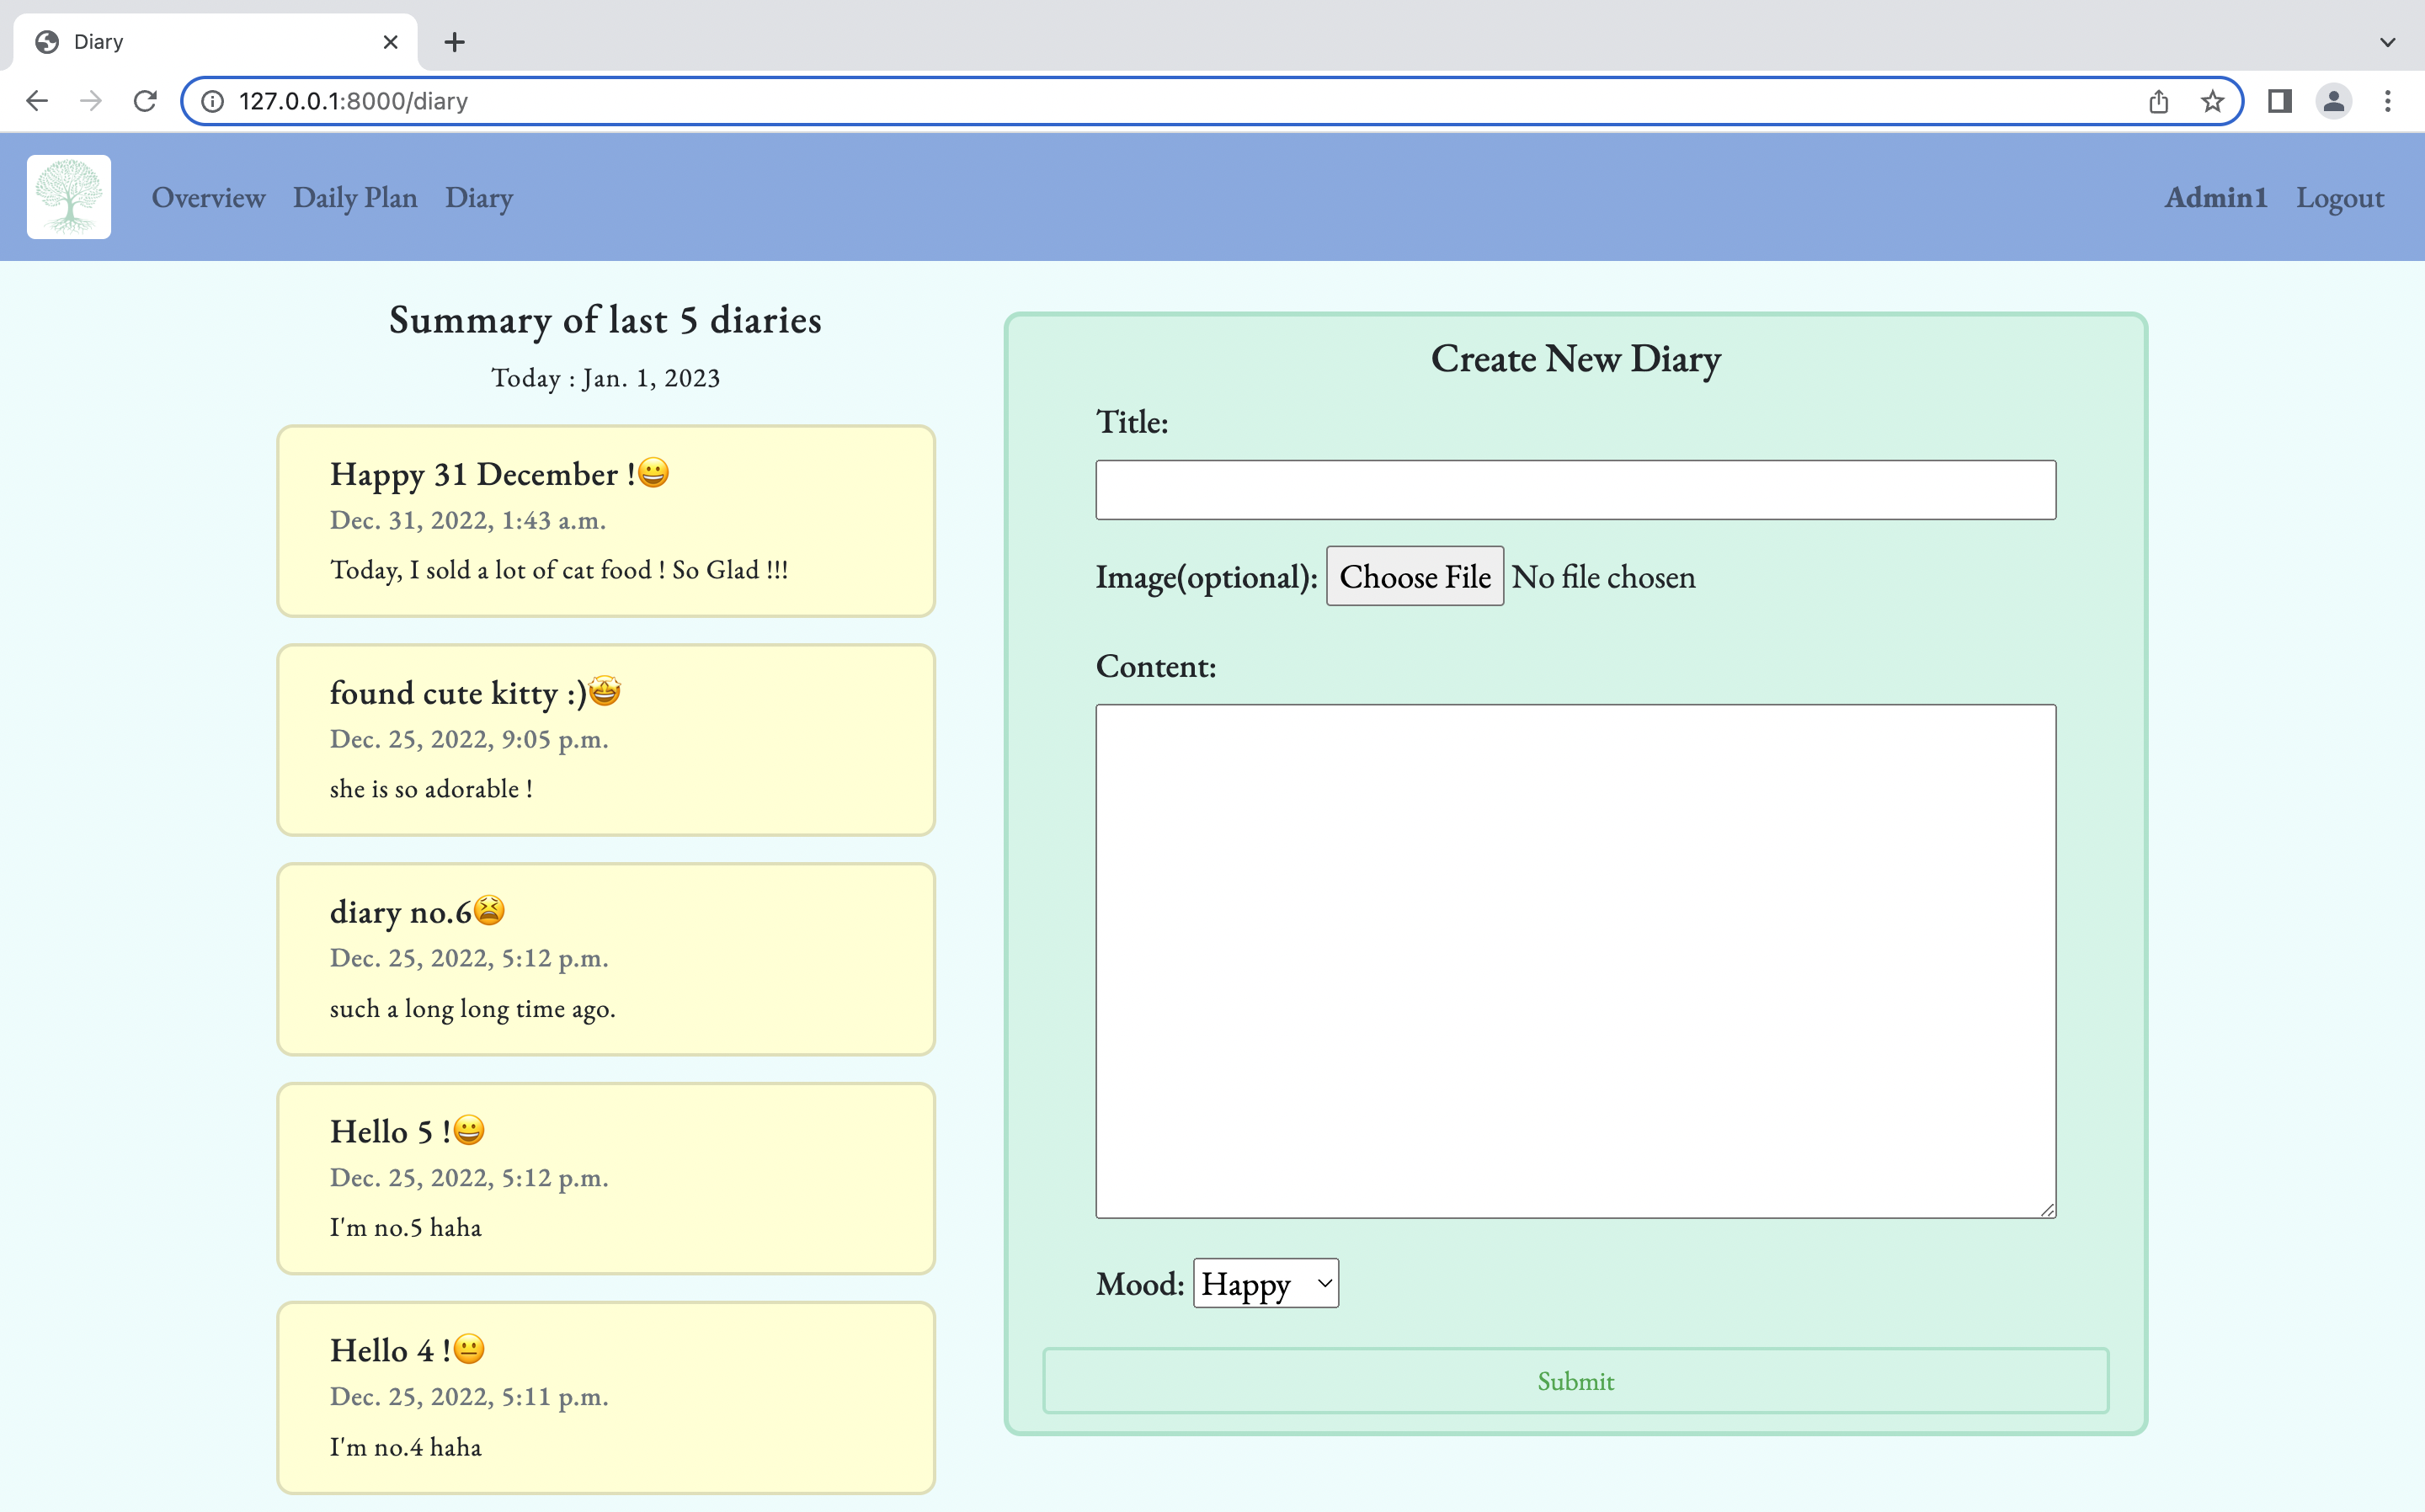 Diary
127.0.0.1:8000/diary
Overview Daily Plan Diary
Admin1 Logout
Summary of last 5 diaries
Today : Jan. 1, 2023
Happy 31 December !😀
Dec. 31, 2022, 1:43 a.m.
Today, I sold a lot of cat food ! So Glad !!!
found cute kitty :)🤩
Dec. 25, 2022, 9:05 p.m.
she is so adorable !
diary no.6😫
Dec. 25, 2022, 5:12 p.m.
such a long long time ago.
Hello 5 !😀
Dec. 25, 2022, 5:12 p.m.
I'm no.5 haha
Hello 4 !😐
Dec. 25, 2022, 5:11 p.m.
I'm no.4 haha
Create New Diary
Title:
Image(optional): Choose File No file chosen
Content:
Mood: Happy
Submit